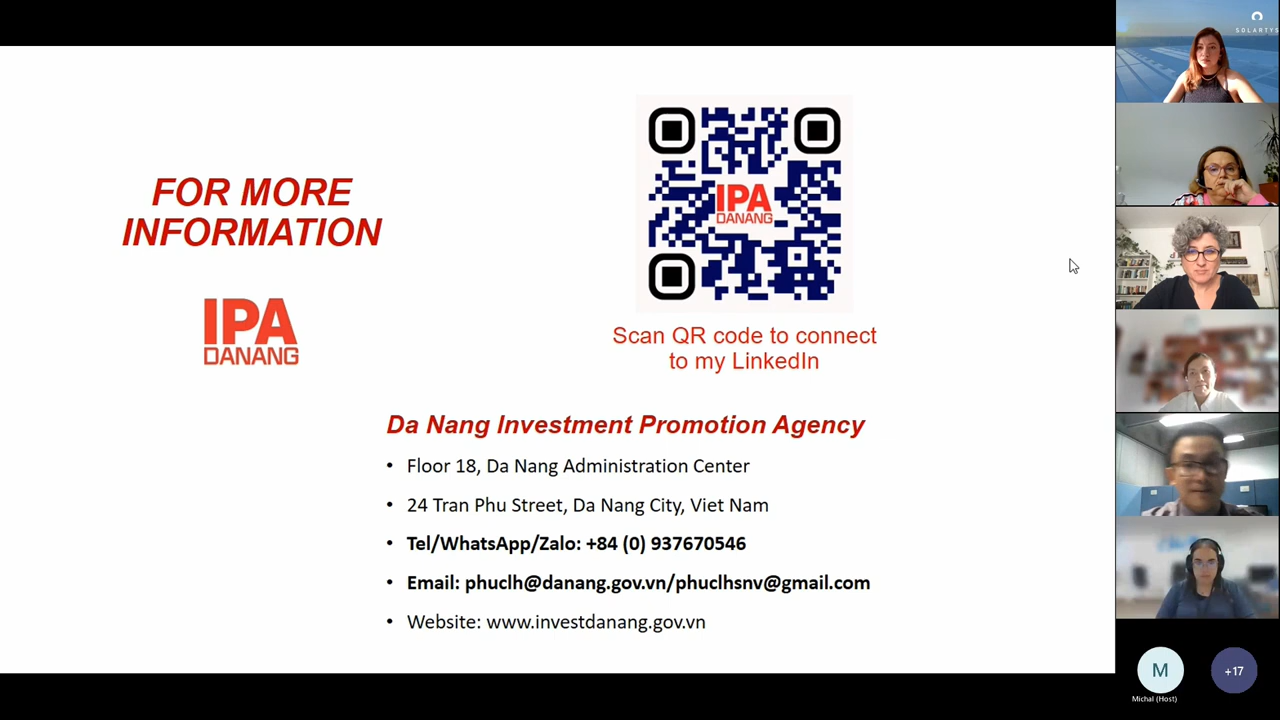 FOR MORE
INFORMATION
IPA
DANANG
IPA
DANANG
Scan QR code to connect
to my LinkedIn
Da Nang Investment Promotion Agency
• Floor 18, Da Nang Administration Center
• 24 Tran Phu Street, Da Nang City, Viet Nam
• Tel/WhatsApp/Zalo: +84 (0) 937670546
• Email: phuclh@danang.gov.vn/phuclhsnv@gmail.com
• Website: www.investdanang.gov.vn
SOLARTYS
M
+17
Michal (Host)